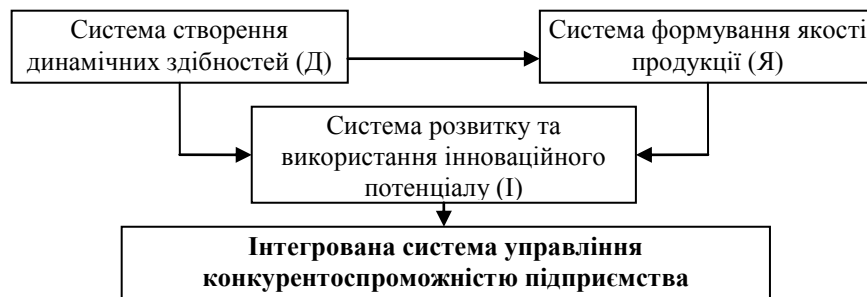 Система створення
динамічних здібностей (Д)
Система формування якості
продукції (Я)
Система розвитку та
використання інноваційного
потенціалу (І)
Інтегрована система управління
конкурентоспроможністю підприємства